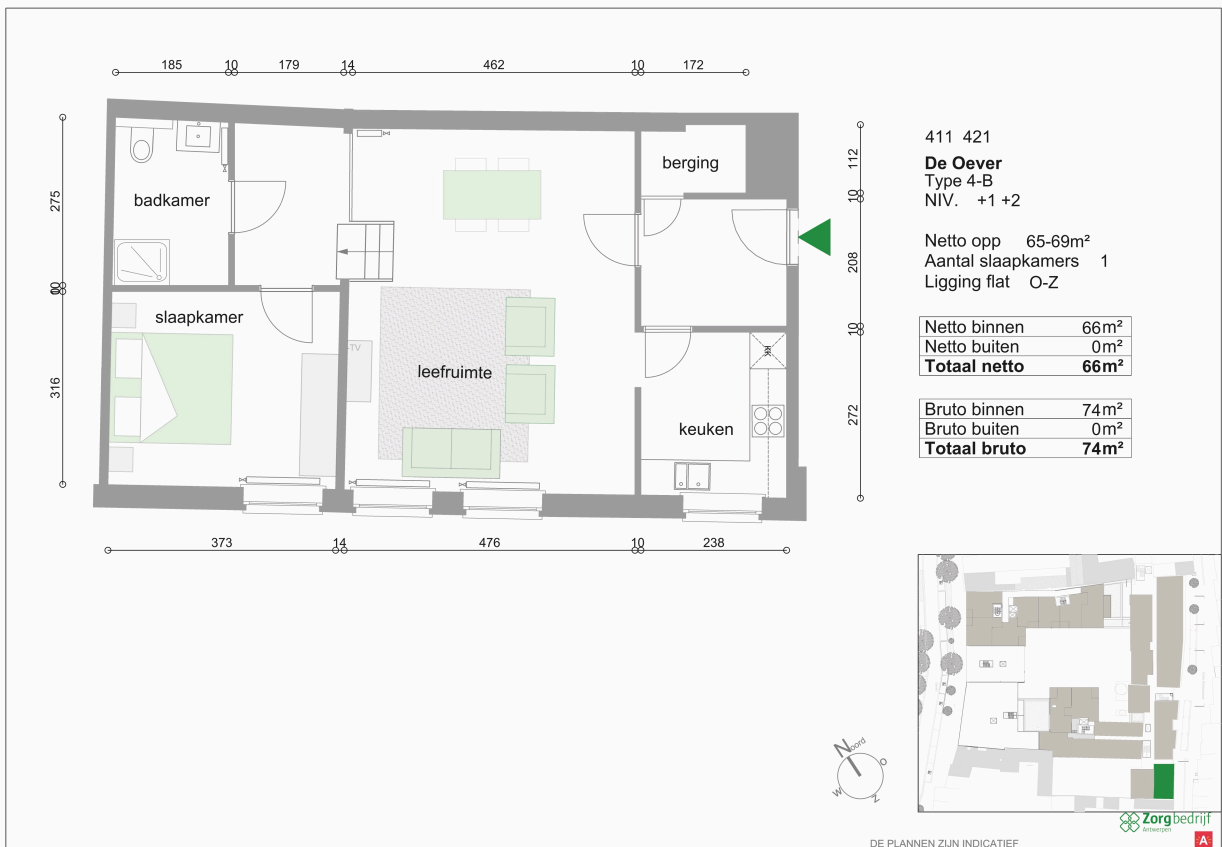 185 10 179 14 462 10 172
275
10
316
112
10
208
10
272
badkamer
berging
slaapkamer
TV
leefruimte
KK
keuken
373 14 476 10 238
411 421
De Oever
Type 4-B
NIV. +1 +2
Netto opp 65-69m²
Aantal slaapkamers 1
Ligging flat O-Z
Netto binnen 66m²
Netto buiten 0m²
Totaal netto 66m²
Bruto binnen 74m²
Bruto buiten 0m²
Totaal bruto 74m²
Noord
O
W
Z
Zorgbedrijf
Antwerpen
A
DE PLANNEN ZIJN INDICATIEF